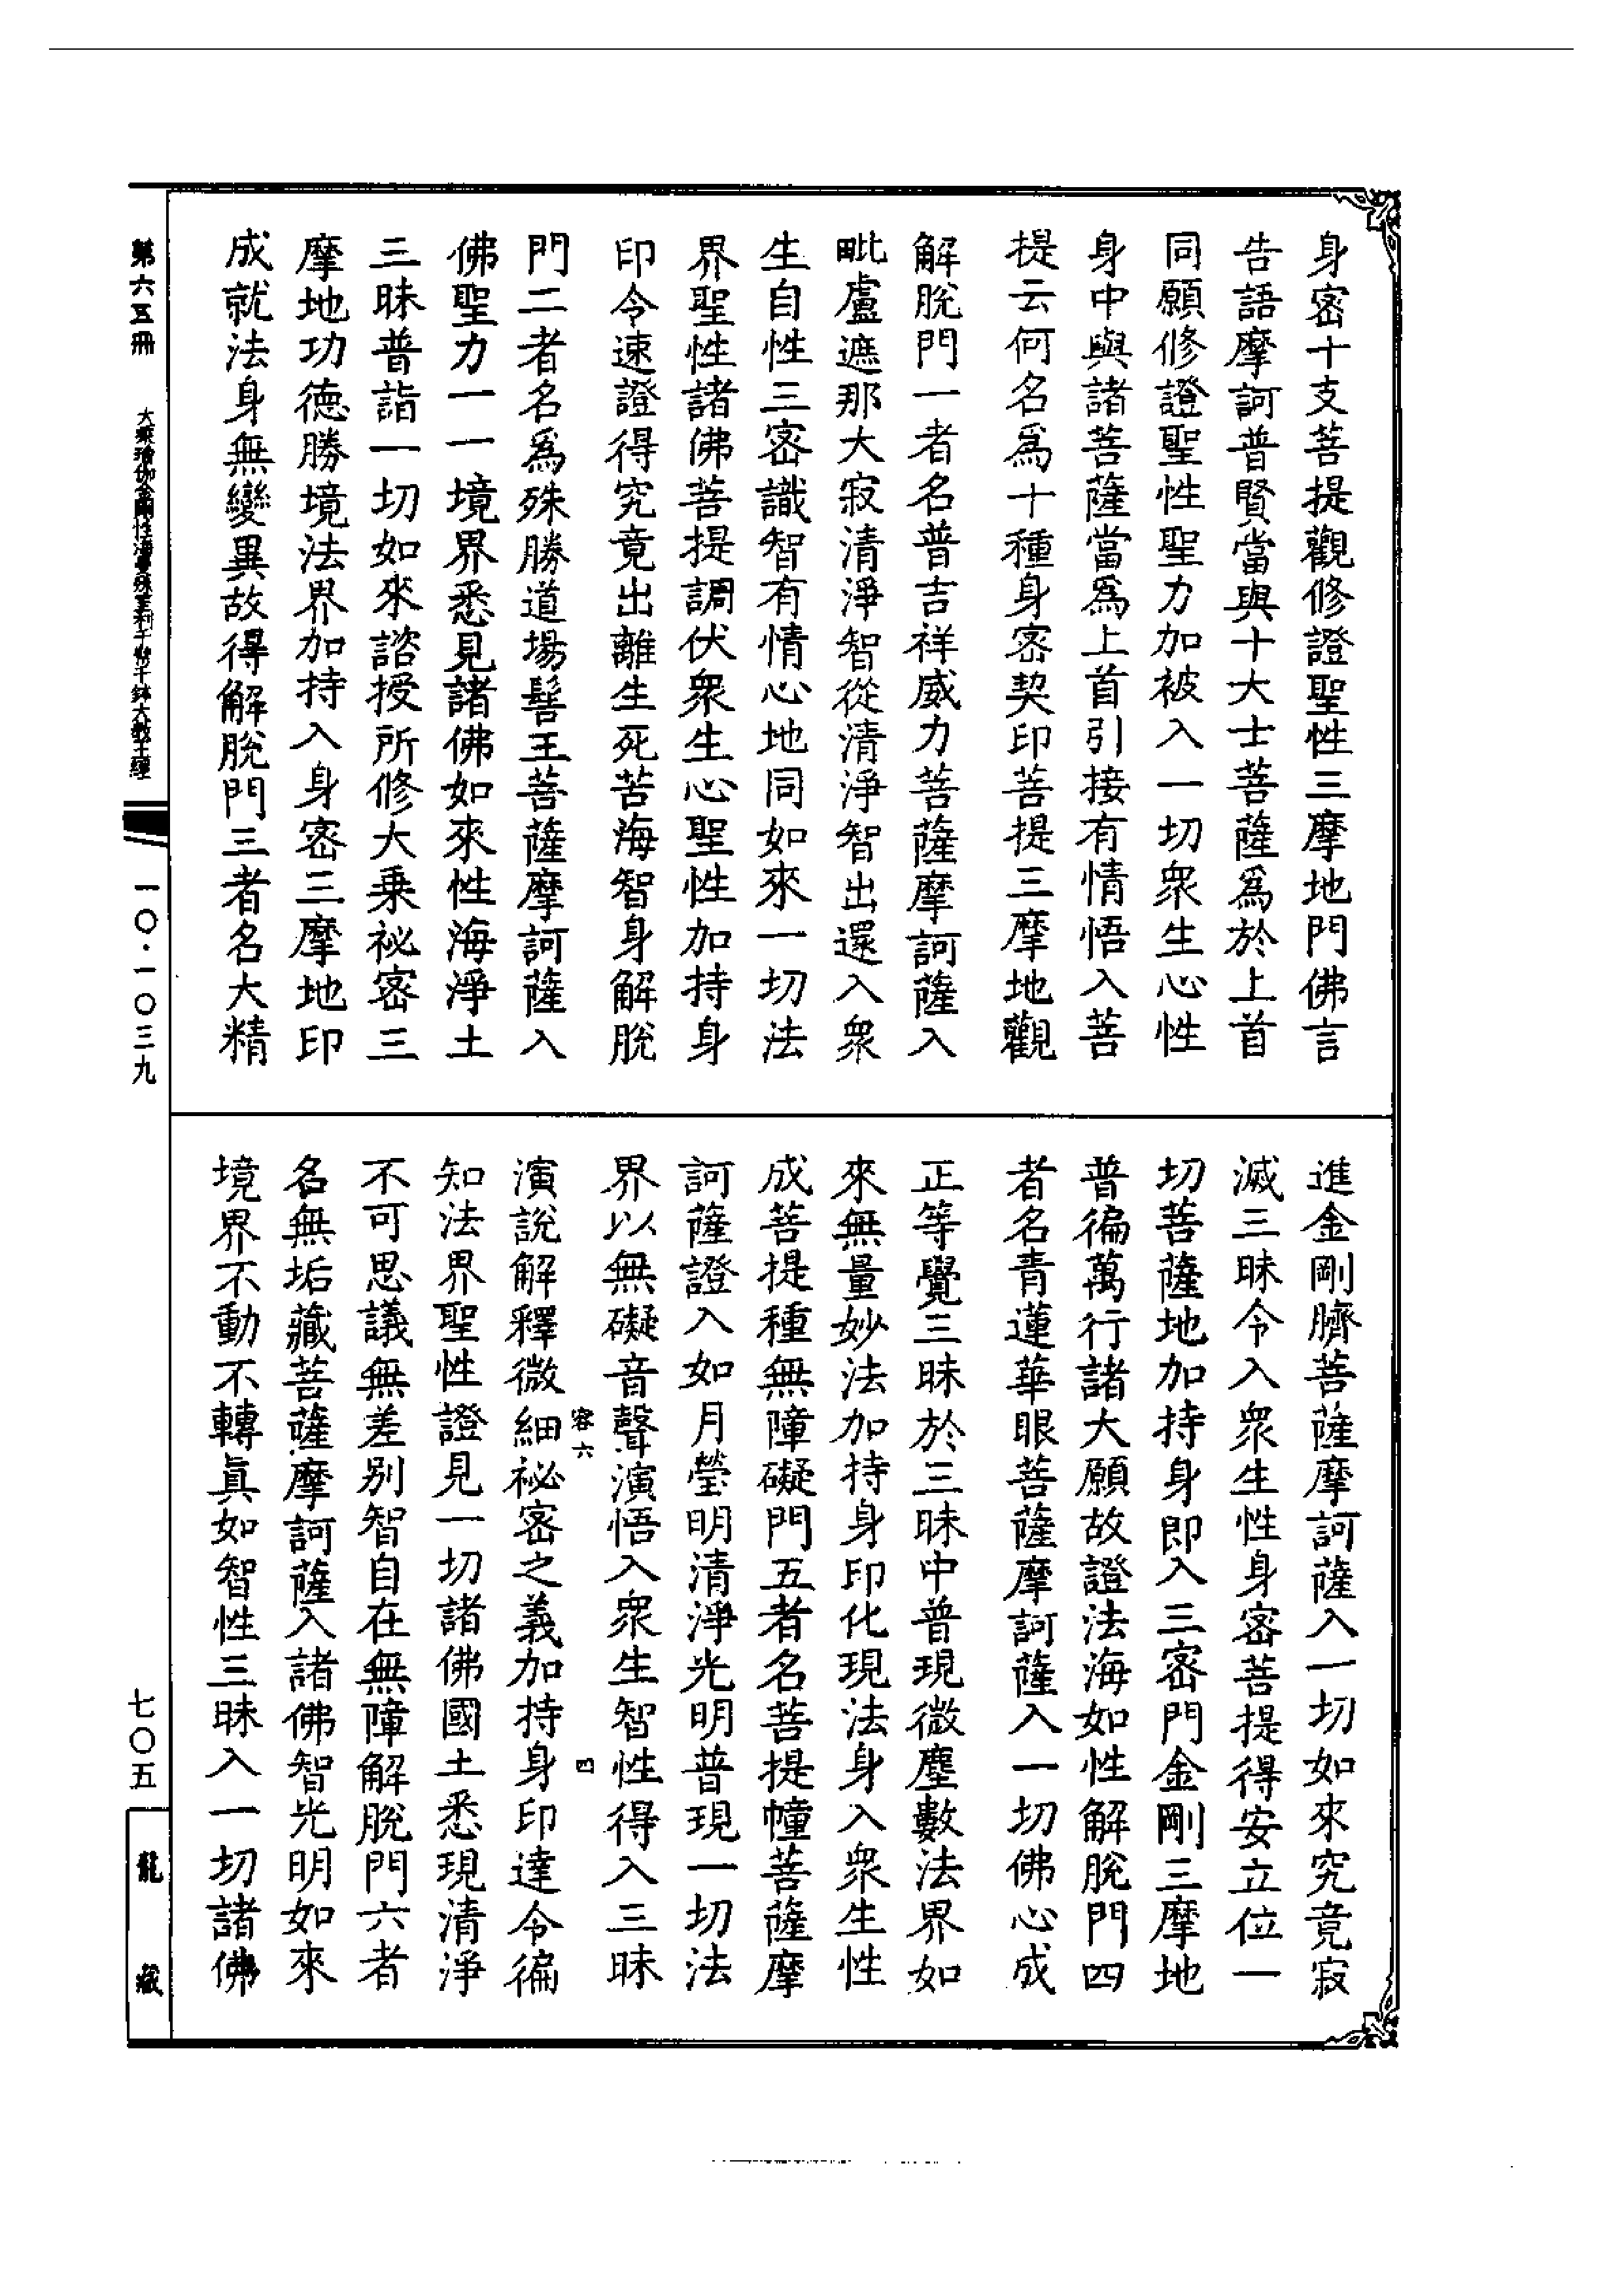 身密十支菩提觀修證聖性三摩地門佛言
告語摩訶普賢當與十大士菩薩爲於上首
同願修證聖性聖力加被入一切衆生心性
身中與諸菩薩當爲上首引接有情悟入菩
提云何名爲十種身密契印菩提三摩地觀
解脫門一者名普吉祥威力菩薩摩訶薩入
毗盧遮那大寂清淨智從清淨智出還入衆
生自性三密識智有情心地同如來一切法
界聖性諸佛菩提調伏衆生心聖性加持身
印令速證得究竟出離生死苦海智身解脫
門二者名爲殊勝道場髻王菩薩摩訶薩入
佛聖力一一境界悉見諸佛如來性海淨土
三昧普詣一切如來諮授所修大乗祕密三
摩地功德勝境法界加持入身密三摩地印
成就法身無變異故得解脫門三者名大精
進金剛臍菩薩摩訶薩入一切如來究竟寂
滅三昧令入衆生性身密菩提得安立位一
切菩薩地加持身即入三密門金剛三摩地
普徧萬行諸大願故證法海如性解脫門四
者名青蓮華眼菩薩摩訶薩入一切佛心成
正等覺三昧於三昧中普現微塵數法界如
來無量妙法加持身印化現法身入衆生性
成菩提種無障礙門五者名菩提幢菩薩摩
訶薩證入如月瑩明清淨光明普現一切法
界以無礙音聲演悟入衆生智性得入三昧
容六 四
演說解釋微細祕密之義加持身印達令徧
知法界聖性證見一切諸佛國土悉現清淨
不可思議無差別智自在無障解脫門六者
名無垢藏菩薩摩訶薩入諸佛智光明如來
境界不動不轉眞如智性三昧入一切諸佛
第六五冊 大乘瑜伽金剛性海曼殊室利千臂千鉢大教王經 一〇·一〇三九 七〇五 龍藏